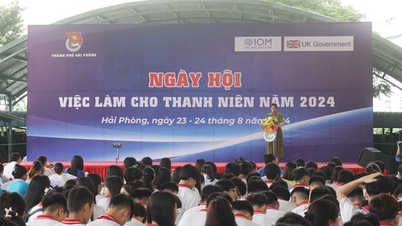 THÀNH PHỐ HẢI PHÒNG
IOM
UK Government
NGÀY HỘI
VIỆC LÀM CHO THANH NIÊN NĂM 2024
Hải Phòng, ngày 23 - 24 tháng 8 năm 2024